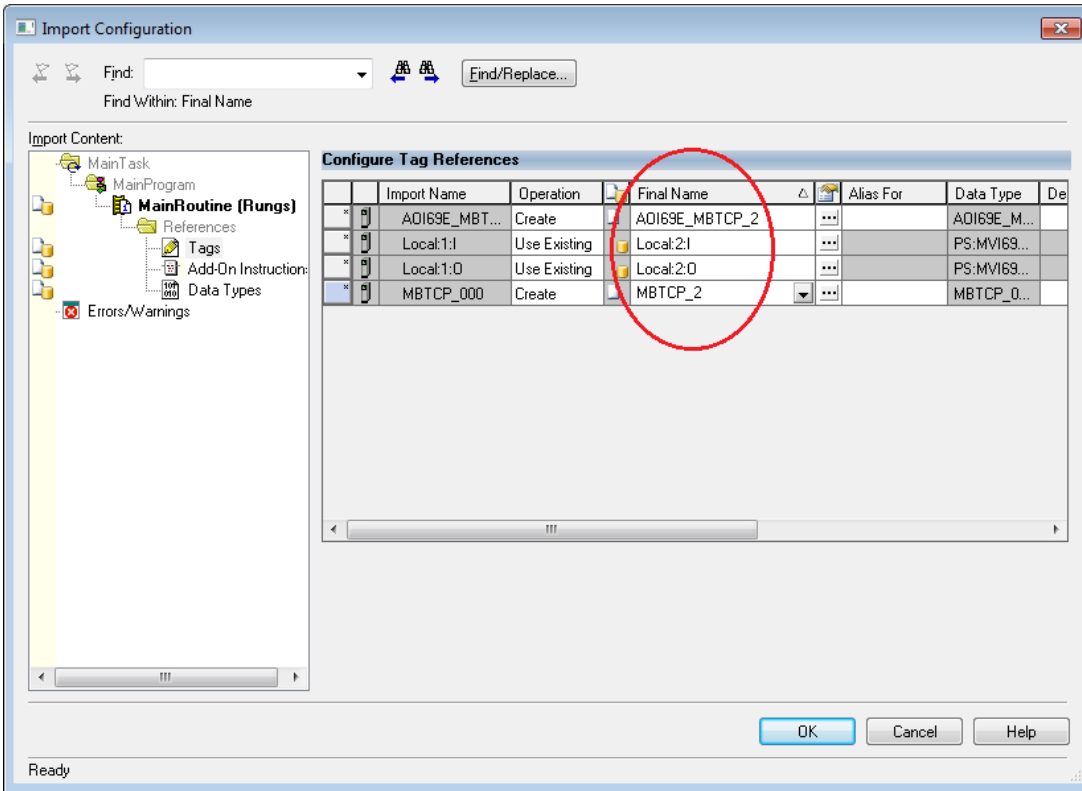 Import Configuration
Find:
Find/Replace...
Find Within: Final Name
Import Content:
MainTask
MainProgram
MainRoutine (Rungs)
References
Tags
Add-On Instruction:
Data Types
Errors/Warnings
Configure Tag References
Import Name Operation Final Name Alias For Data Type De
AOI69E_MBT... Create AOI69E_MBTCP_2 ... AOI69E_M...
Local:1:I Use Existing Local:2:I ... PS:MVI69...
Local:1:O Use Existing Local:2:O ... PS:MVI69...
MBTCP_000 Create MBTCP_2 ... MBTCP_0...
OK Cancel Help
Ready